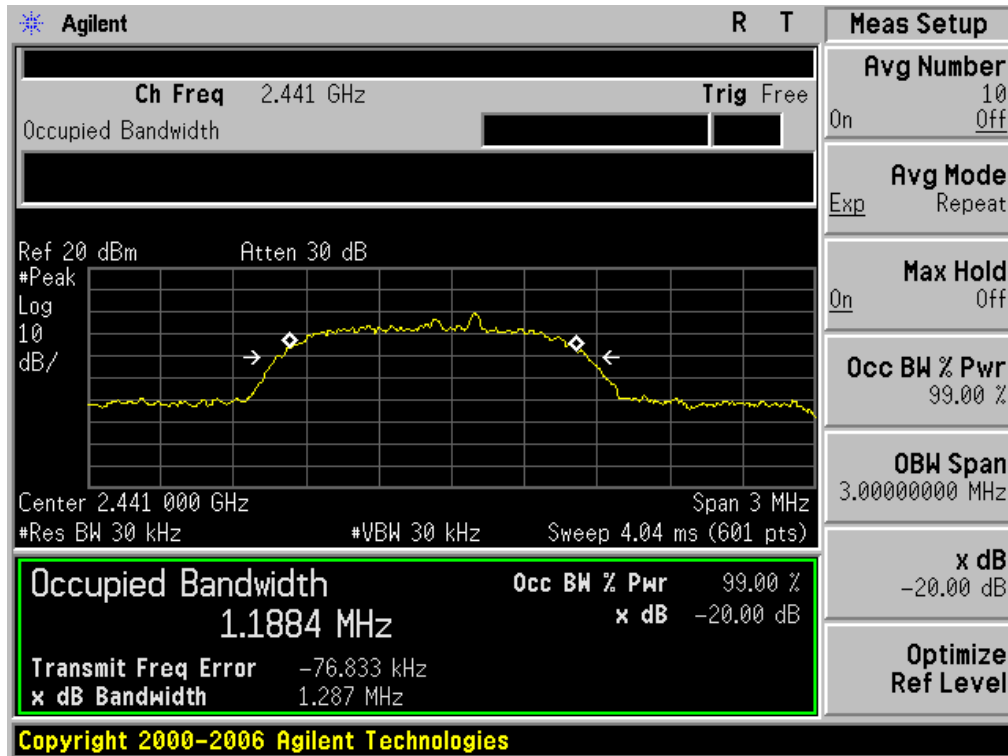 Agilent R T
Meas Setup
Ch Freq 2.441 GHz Trig Free
Occupied Bandwidth
Ref 20 dBm Atten 30 dB
#Peak
Log
10
dB/
Center 2.441 000 GHz Span 3 MHz
#Res BW 30 kHz #VBW 30 kHz Sweep 4.04 ms (601 pts)
Occupied Bandwidth Occ BW % Pwr 99.00 %
1.1884 MHz x dB -20.00 dB
Transmit Freq Error -76.833 kHz
x dB Bandwidth 1.287 MHz
Avg Number
10
On Off
Avg Mode
Exp Repeat
Max Hold
On Off
Occ BW % Pwr
99.00 %
OBW Span
3.00000000 MHz
x dB
-20.00 dB
Optimize
Ref Level
Copyright 2000-2006 Agilent Technologies